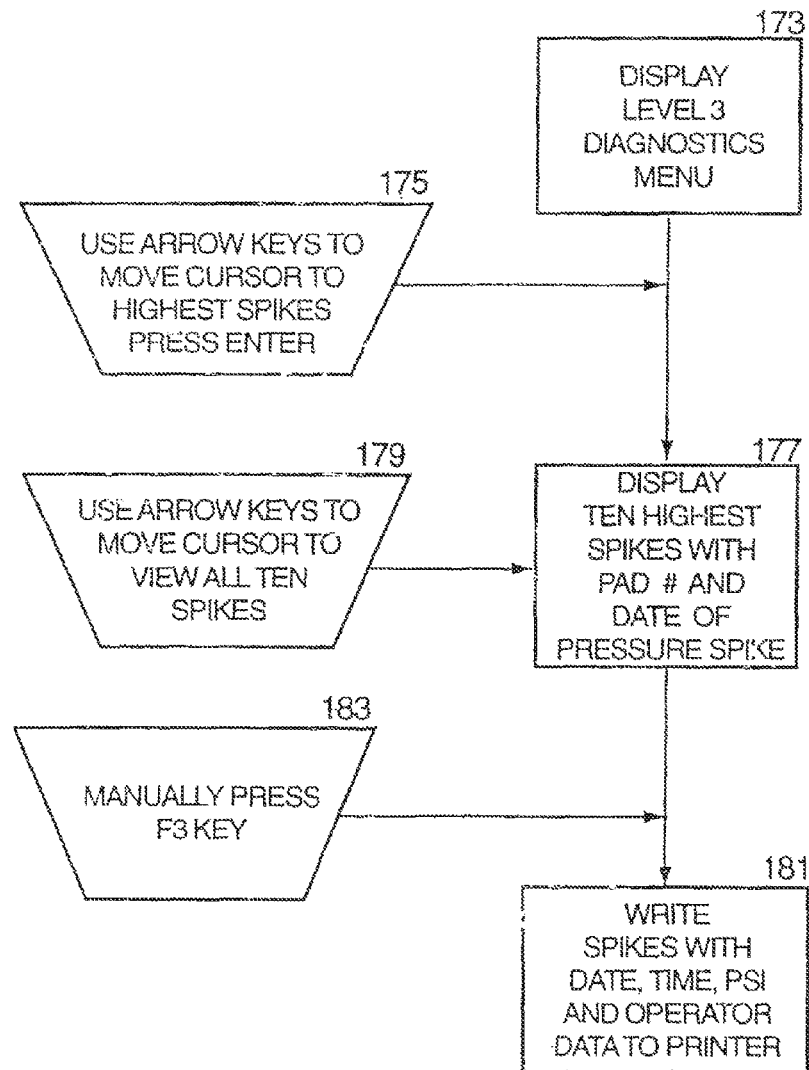 173
DISPLAY
LEVEL 3
DIAGNOSTICS
MENU
175
USE ARROW KEYS TO
MOVE CURSOR TO
HIGHEST SPIKES
PRESS ENTER
177
DISPLAY
TEN HIGHEST
SPIKES WITH
PAD # AND
DATE OF
PRESSURE SPIKE
179
USE ARROW KEYS TO
MOVE CURSOR TO
VIEW ALL TEN
SPIKES
183
MANUALLY PRESS
F3 KEY
181
WRITE
SPIKES WITH
DATE, TIME, PSI
AND OPERATOR
DATA TO PRINTER